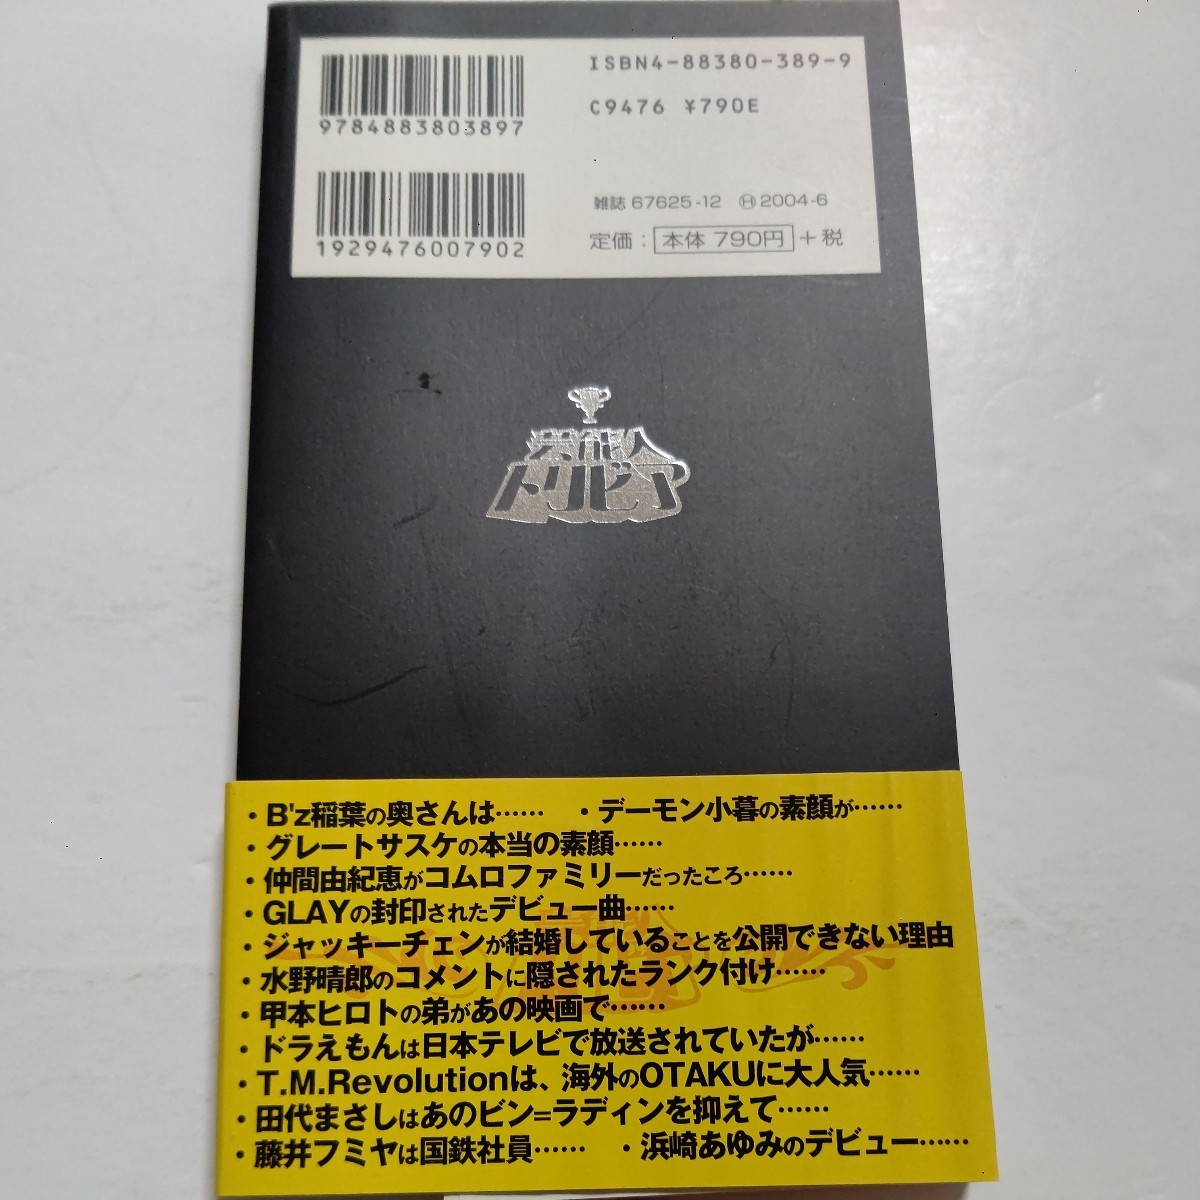 ISBN4-88380-389-9
9784883803897
C9476 ¥790E
雑誌 67625-12 Ⓗ2004-6
1929476007902
定価：本体 790円＋税
芸能人
トリビア
・B'z稲葉の奥さんは…… ・デーモン小暮の素顔が……
・グレートサスケの本当の素顔……
・仲間由紀恵がコムロファミリーだったころ……
・GLAYの封印されたデビュー曲……
・ジャッキーチェンが結婚していることを公開できない理由
・水野晴郎のコメントに隠されたランク付け……
・甲本ヒロトの弟があの映画で……
・ドラえもんは日本テレビで放送されていたが……
・T.M.Revolutionは、海外のOTAKUに大人気……
・田代まさしはあのビン=ラディンを抑えて……
・藤井フミヤは国鉄社員…… ・浜崎あゆみのデビュー……